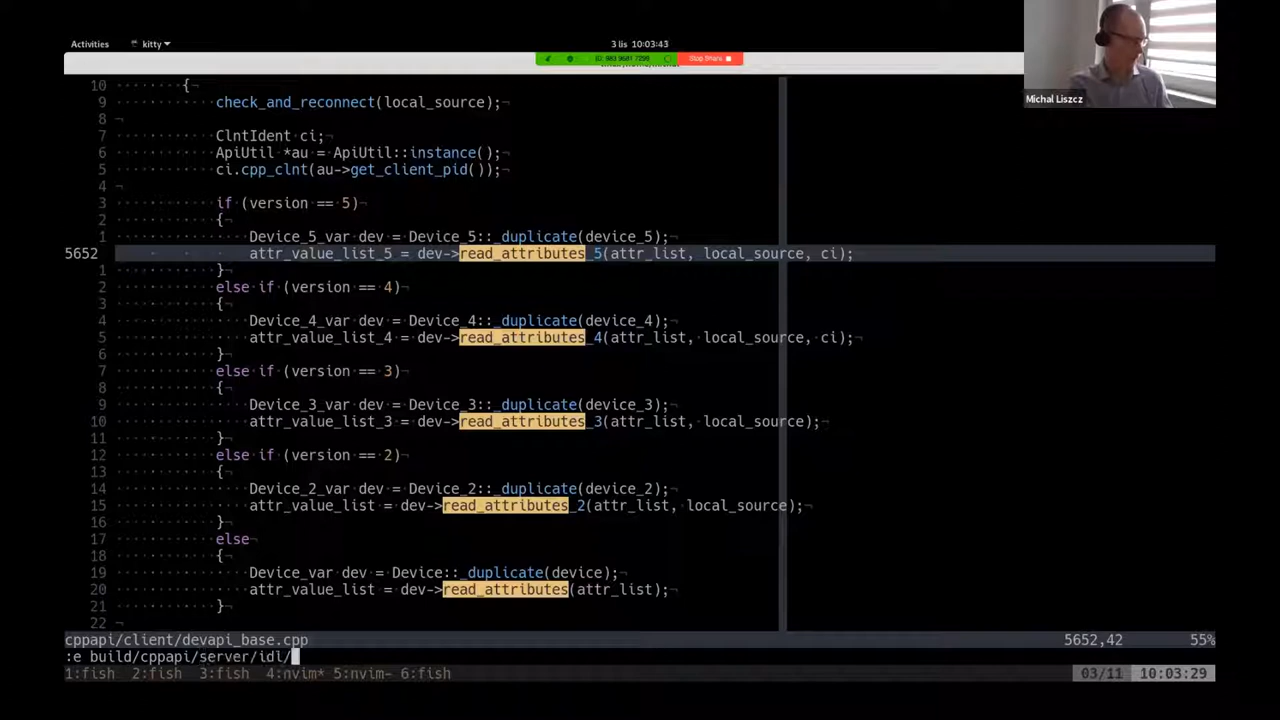 Activities kitty 3 lis 10:03:43
Stop Share
Michal Liszcz
10 {
9 check_and_reconnect(local_source);
8
7 ClntIdent ci;
6 ApiUtil *au = ApiUtil::instance();
5 ci.cpp_clnt(au->get_client_pid());
4
3 if (version == 5)
2 {
1 Device_5_var dev = Device_5::_duplicate(device_5);
5652 attr_value_list_5 = dev->read_attributes_5(attr_list, local_source, ci);
1 }
2 else if (version == 4)
3 {
4 Device_4_var dev = Device_4::_duplicate(device_4);
5 attr_value_list_4 = dev->read_attributes_4(attr_list, local_source, ci);
6 }
7 else if (version == 3)
8 {
9 Device_3_var dev = Device_3::_duplicate(device_3);
10 attr_value_list_3 = dev->read_attributes_3(attr_list, local_source);
11 }
12 else if (version == 2)
13 {
14 Device_2_var dev = Device_2::_duplicate(device_2);
15 attr_value_list = dev->read_attributes_2(attr_list, local_source);
16 }
17 else
18 {
19 Device_var dev = Device::_duplicate(device);
20 attr_value_list = dev->read_attributes(attr_list);
21 }
22
cppapi/client/devapi_base.cpp 5652,42 55%
:e build/cppapi/server/idl/
1:fish 2:fish 3:fish 4:nvim* 5:nvim- 6:fish 03/11 10:03:29